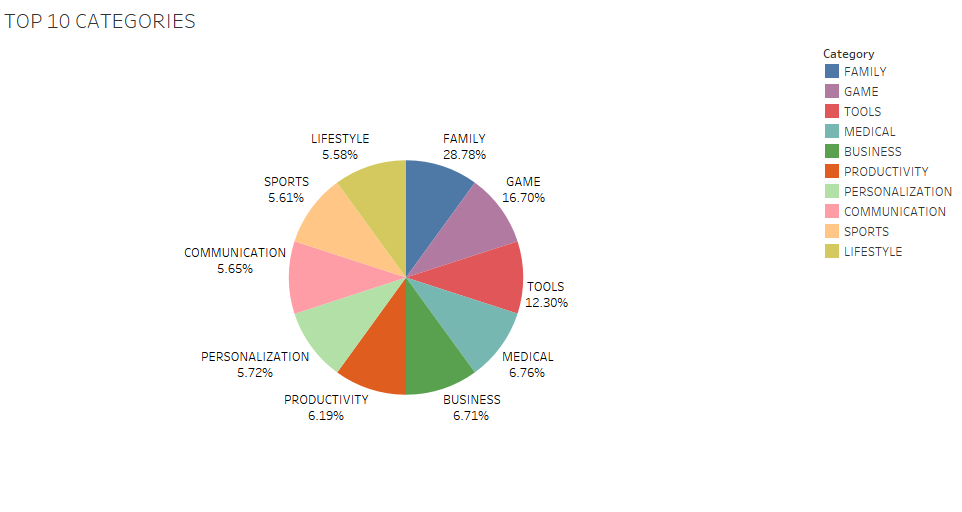 TOP 10 CATEGORIES
LIFESTYLE
5.58%
FAMILY
28.78%
SPORTS
5.61%
GAME
16.70%
COMMUNICATION
5.65%
TOOLS
12.30%
PERSONALIZATION
5.72%
MEDICAL
6.76%
PRODUCTIVITY
6.19%
BUSINESS
6.71%
Category
FAMILY
GAME
TOOLS
MEDICAL
BUSINESS
PRODUCTIVITY
PERSONALIZATION
COMMUNICATION
SPORTS
LIFESTYLE